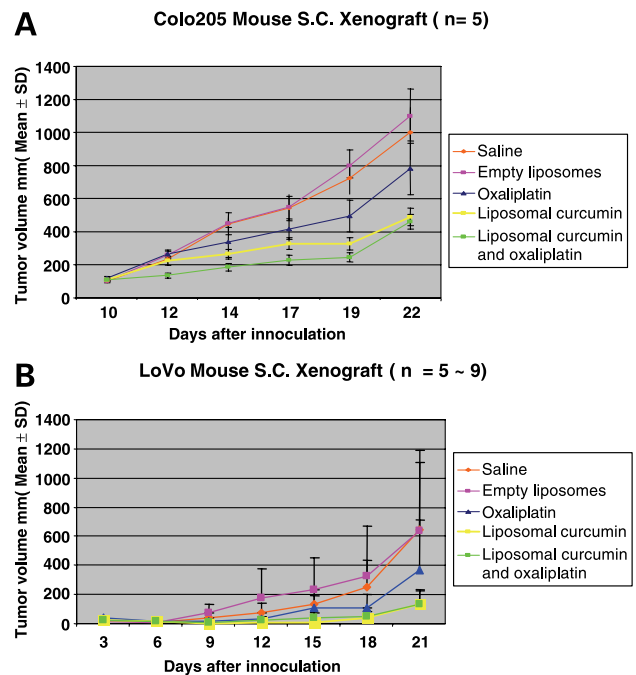 A
Colo205 Mouse S.C. Xenograft ( n= 5)
Tumor volume mm( Mean ± SD)
1400
1200
1000
800
600
400
200
0
10 12 14 17 19 22
Days after innoculation
Saline
Empty liposomes
Oxaliplatin
Liposomal curcumin
Liposomal curcumin
and oxaliplatin
B
LoVo Mouse S.C. Xenograft ( n = 5 ~ 9)
Tumor volume mm( Mean ± SD)
1400
1200
1000
800
600
400
200
0
3 6 9 12 15 18 21
Days after innoculation
Saline
Empty liposomes
Oxaliplatin
Liposomal curcumin
Liposomal curcumin
and oxaliplatin